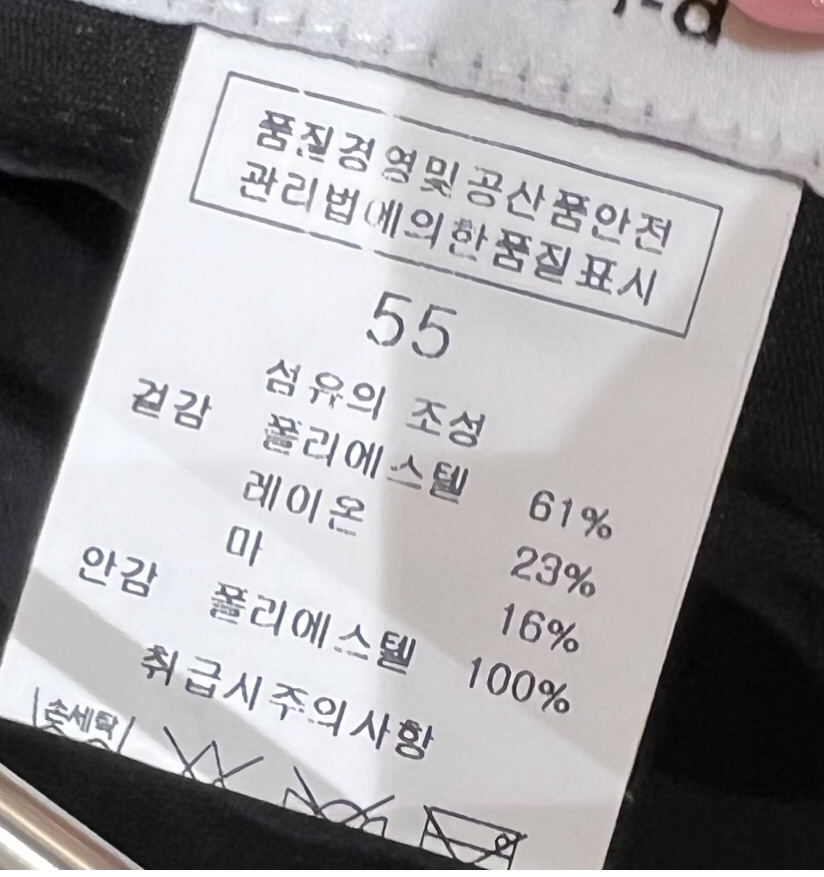 품질경영및공산품안전
관리법에의한품질표시
55
섬유의 조성
겉감 폴리에스텔 61%
레이온 23%
마 16%
안감 폴리에스텔 100%
취급시주의사항
손세탁